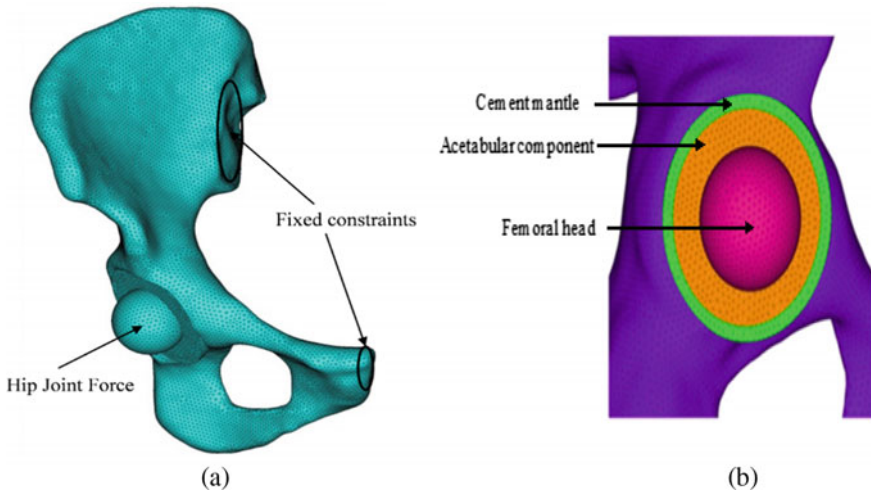 Fixed constraints
Hip Joint Force
(a)
Cement mantle
Acetabular component
Femoral head
(b)